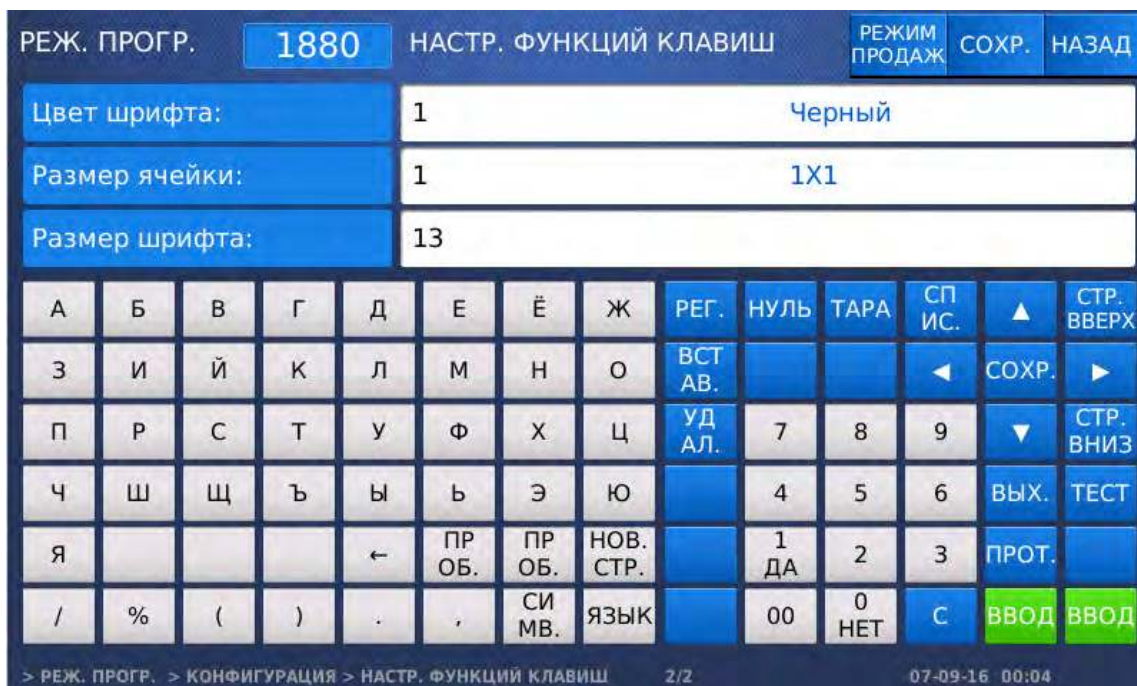 РЕЖ. ПРОГР. 1880 НАСТР. ФУНКЦИЙ КЛАВИШ РЕЖИМ ПРОДАЖ СОХР. НАЗАД
Цвет шрифта: 1 Черный
Размер ячейки: 1 1X1
Размер шрифта: 13
А Б В Г Д Е Ё Ж РЕГ. НУЛЬ ТАРА СП ИС. ▲ СТР. ВВЕРХ
З И Й К Л М Н О ВСТ АВ. ◀ СОХР. ▶
П Р С Т У Ф Х Ц УД АЛ. 7 8 9 ▼ СТР. ВНИЗ
Ч Ш Щ Ъ Ы Ь Э Ю 4 5 6 ВЫХ. ТЕСТ
Я ← ПР ОБ. ПР ОБ. НОВ. СТР. 1 ДА 2 3 ПРОТ.
/ % ( ) . , СИ МВ. ЯЗЫК 00 0 НЕТ C ВВОД ВВОД
> РЕЖ. ПРОГР. > КОНФИГУРАЦИЯ > НАСТР. ФУНКЦИЙ КЛАВИШ 2/2 07-09-16 00:04